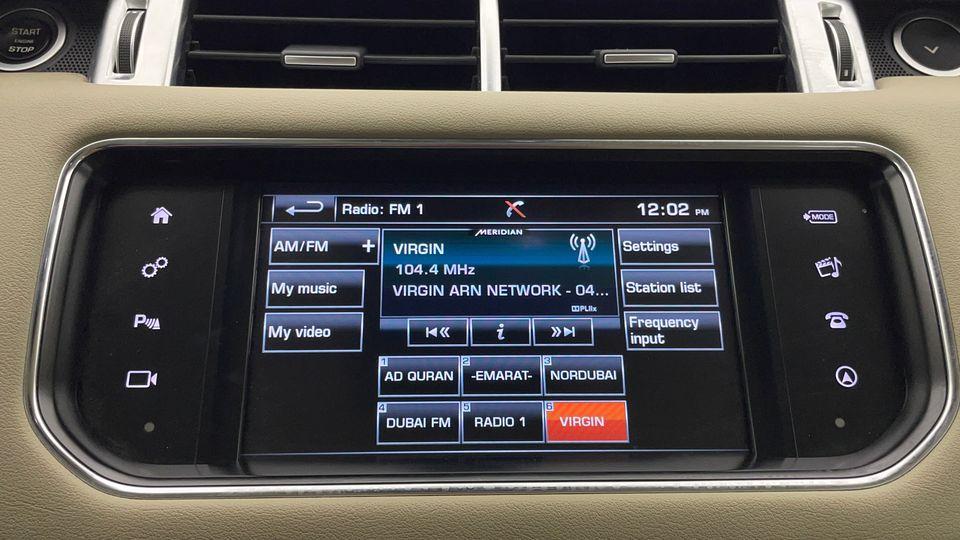 START
ENGINE
STOP
Radio: FM 1
12:02 PM
MERIDIAN
AM/FM +
VIRGIN
104.4 MHz
VIRGIN ARN NETWORK - 04...
PLIIx
Settings
My music
Station list
My video
i
Frequency
input
1 AD QURAN
2 -EMARAT-
3 NORDUBAI
4 DUBAI FM
5 RADIO 1
6 VIRGIN
P
MODE